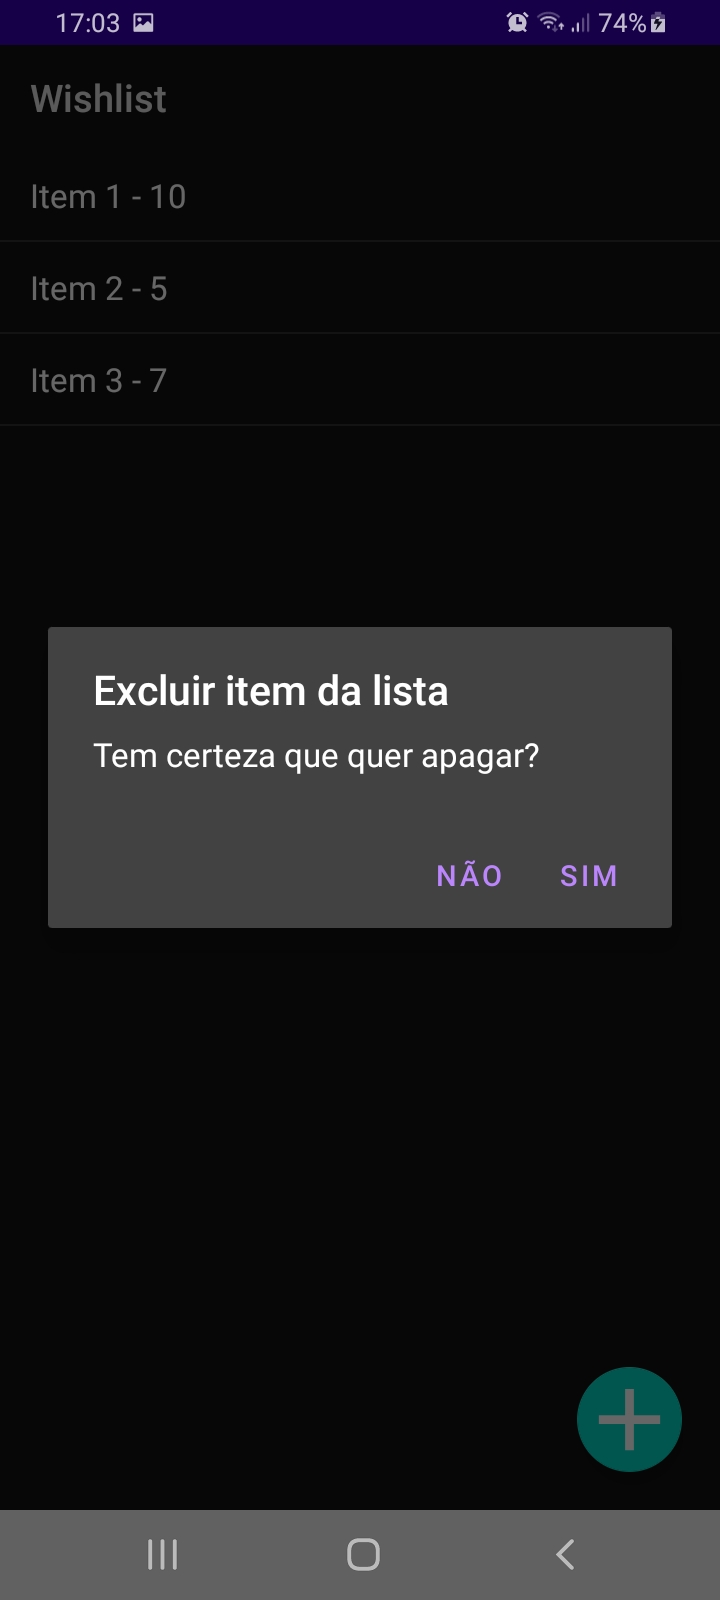 17:03 74%
Wishlist
Item 1 - 10
Item 2 - 5
Item 3 - 7
Excluir item da lista
Tem certeza que quer apagar?
NÃO SIM